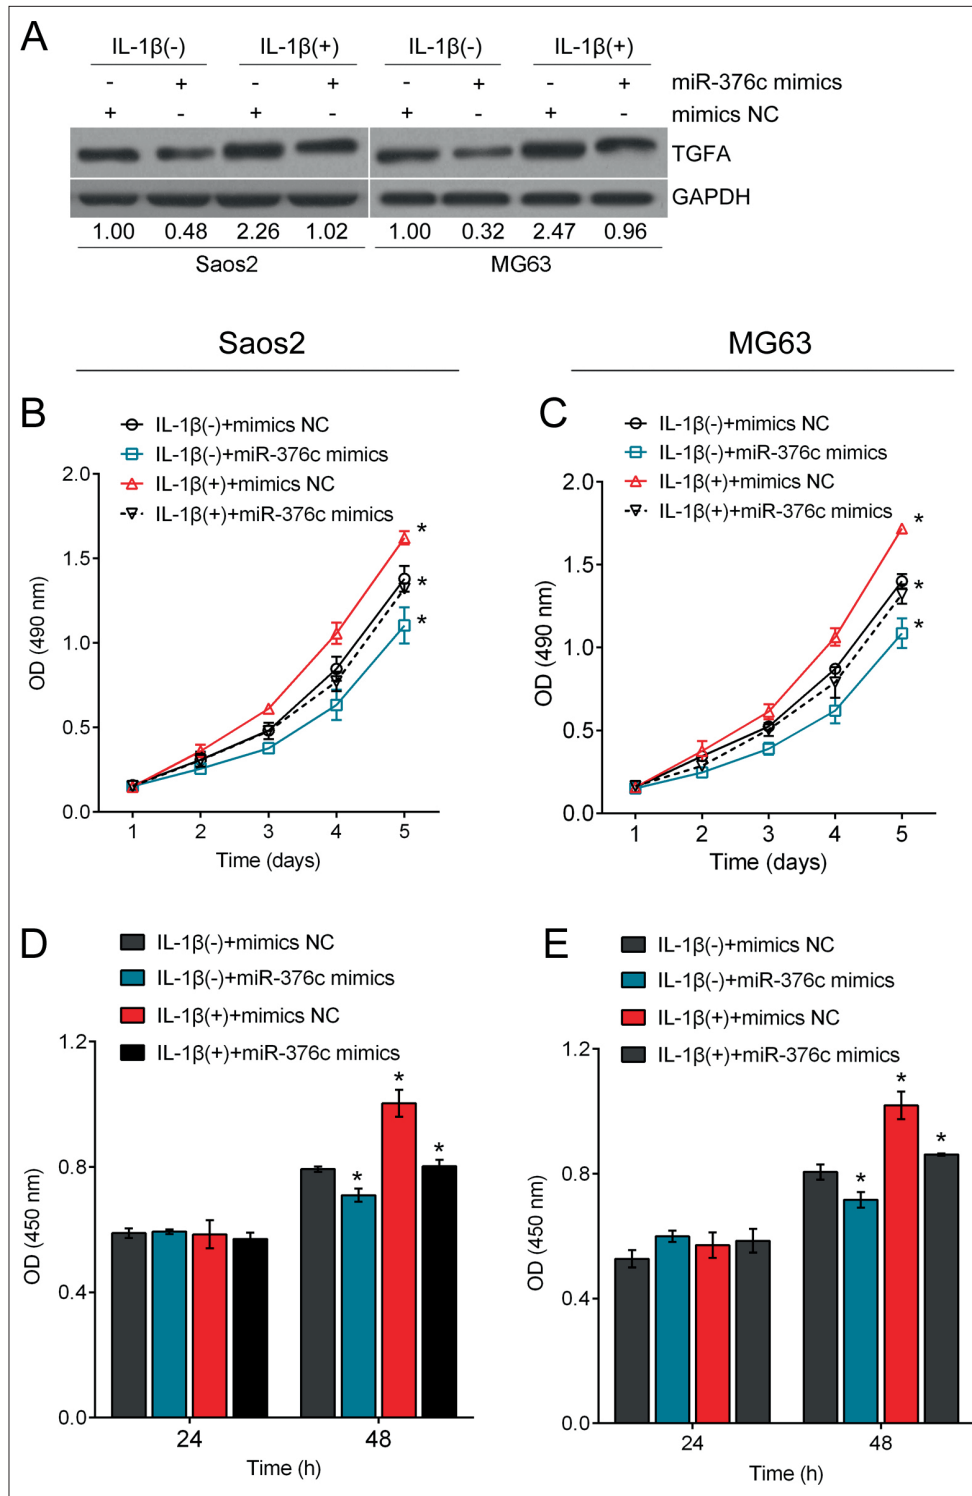 A
IL-1β(-) IL-1β(+) IL-1β(-) IL-1β(+)
- + - + - + - + miR-376c mimics
+ - + - + - + - mimics NC
TGFA
GAPDH
1.00 0.48 2.26 1.02 1.00 0.32 2.47 0.96
Saos2 MG63
Saos2 MG63
B
IL-1β(-)+mimics NC
IL-1β(-)+miR-376c mimics
IL-1β(+)+mimics NC
IL-1β(+)+miR-376c mimics
2.0
1.5
1.0
0.5
0.0
OD (490 nm)
* * *
1 2 3 4 5
Time (days)
C
IL-1β(-)+mimics NC
IL-1β(-)+miR-376c mimics
IL-1β(+)+mimics NC
IL-1β(+)+miR-376c mimics
2.0
1.5
1.0
0.5
0.0
OD (490 nm)
* * *
1 2 3 4 5
Time (days)
D
IL-1β(-)+mimics NC
IL-1β(-)+miR-376c mimics
IL-1β(+)+mimics NC
IL-1β(+)+miR-376c mimics
1.2
0.8
0.4
0.0
OD (450 nm)
* * *
24 48
Time (h)
E
IL-1β(-)+mimics NC
IL-1β(-)+miR-376c mimics
IL-1β(+)+mimics NC
IL-1β(+)+miR-376c mimics
1.2
0.8
0.4
0.0
OD (450 nm)
* * *
24 48
Time (h)